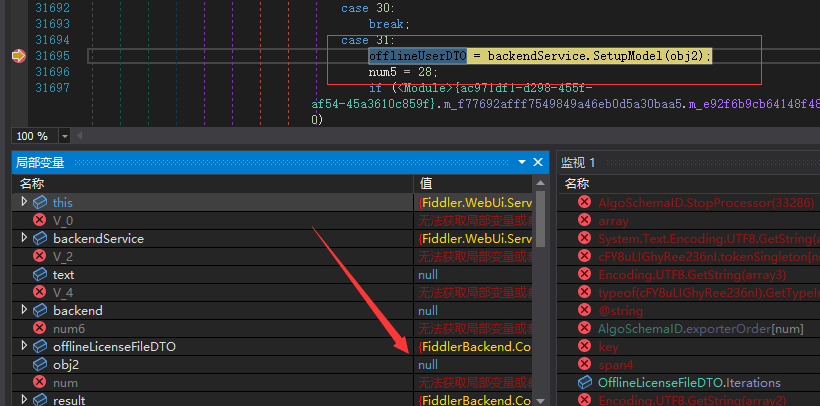 31692 case 30:
31693 break;
31694 case 31:
31695 offlineUserDTO = backendService.SetupModel(obj2);
31696 num5 = 28;
31697 if (<Module>{ac971df1-d298-455f-
af54-45a3610c859f}.m_f77692afff7549849a46eb0d5a30baa5.m_e92f6b9cb64148f48
0)
100 %
局部变量
名称 值
this {Fiddler.WebUi.Serv
V_0 无法获取局部变量或
backendService {Fiddler.WebUi.Serv
V_2 无法获取局部变量或
text null
V_4 无法获取局部变量或
backend null
num6 无法获取局部变量或
offlineLicenseFileDTO {FiddlerBackend.Co
obj2 null
num 无法获取局部变量或
result {FiddlerBackend.Co
监视 1
名称
AlgoSchemaID.StopProcessor(33286)
array
System.Text.Encoding.UTF8.GetString(
cFY8uLIGhyRee236nI.tokenSingleton[n
Encoding.UTF8.GetString(array3)
typeof(cFY8uLIGhyRee236nI).GetTypeI
@string
AlgoSchemaID.exporterOrder[num]
key
span4
OfflineLicenseFileDTO.Iterations
Encoding.UTF8.GetString(array2)